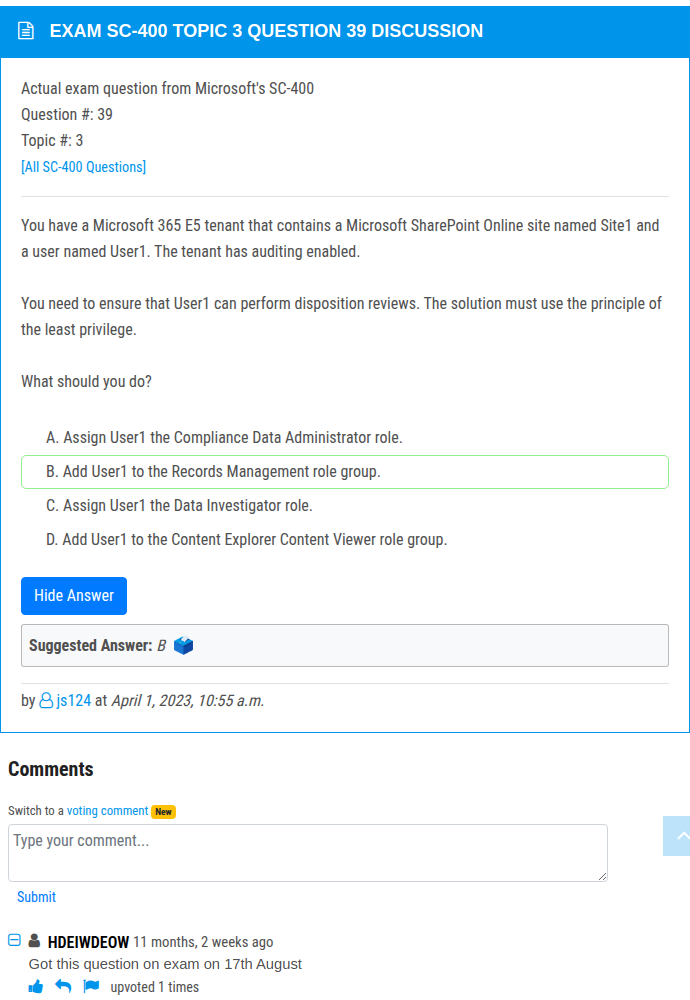 EXAM SC-400 TOPIC 3 QUESTION 39 DISCUSSION
Actual exam question from Microsoft's SC-400
Question #: 39
Topic #: 3
[All SC-400 Questions]
You have a Microsoft 365 E5 tenant that contains a Microsoft SharePoint Online site named Site1 and
a user named User1. The tenant has auditing enabled.
You need to ensure that User1 can perform disposition reviews. The solution must use the principle of
the least privilege.
What should you do?
A. Assign User1 the Compliance Data Administrator role.
B. Add User1 to the Records Management role group.
C. Assign User1 the Data Investigator role.
D. Add User1 to the Content Explorer Content Viewer role group.
Hide Answer
Suggested Answer: B
by js124 at April 1, 2023, 10:55 a.m.
Comments
Switch to a voting comment New
Type your comment...
Submit
HDEIWDEOW 11 months, 2 weeks ago
Got this question on exam on 17th August
upvoted 1 times